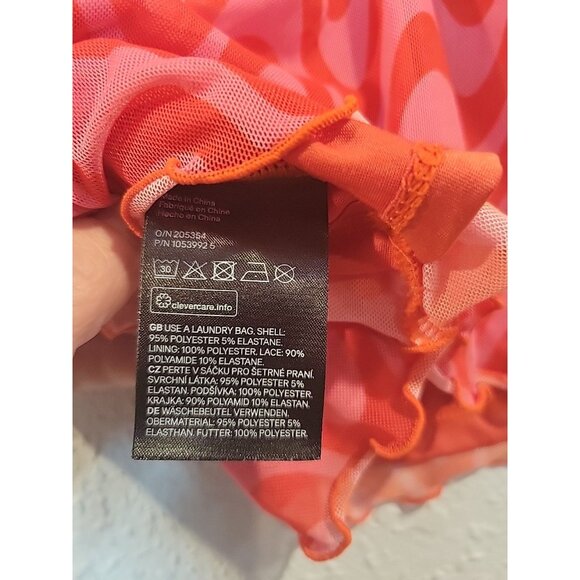 Made in China
Fabriqué en Chine
Hecho en China
O/N 205354
P/N 1053992 5
30
clevercare.info
GB USE A LAUNDRY BAG. SHELL:
95% POLYESTER 5% ELASTANE.
LINING: 100% POLYESTER. LACE: 90%
POLYAMIDE 10% ELASTANE.
CZ PERTE V SÁČKU PRO ŠETRNÉ PRANÍ.
SVRCHNÍ LÁTKA: 95% POLYESTER 5%
ELASTAN. PODŠÍVKA: 100% POLYESTER.
KRAJKA: 90% POLYAMID 10% ELASTAN.
DE WÄSCHEBEUTEL VERWENDEN.
OBERMATERIAL: 95% POLYESTER 5%
ELASTHAN. FUTTER: 100% POLYESTER.